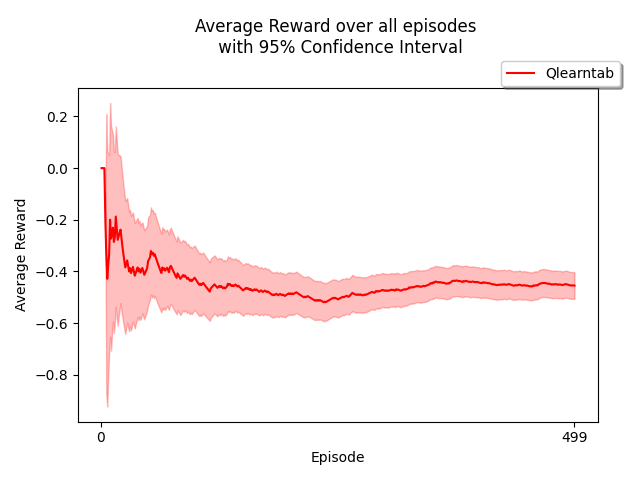 Average Reward over all episodes
with 95% Confidence Interval
Qlearntab
0.2
0.0
−0.2
−0.4
−0.6
−0.8
Average Reward
0
499
Episode